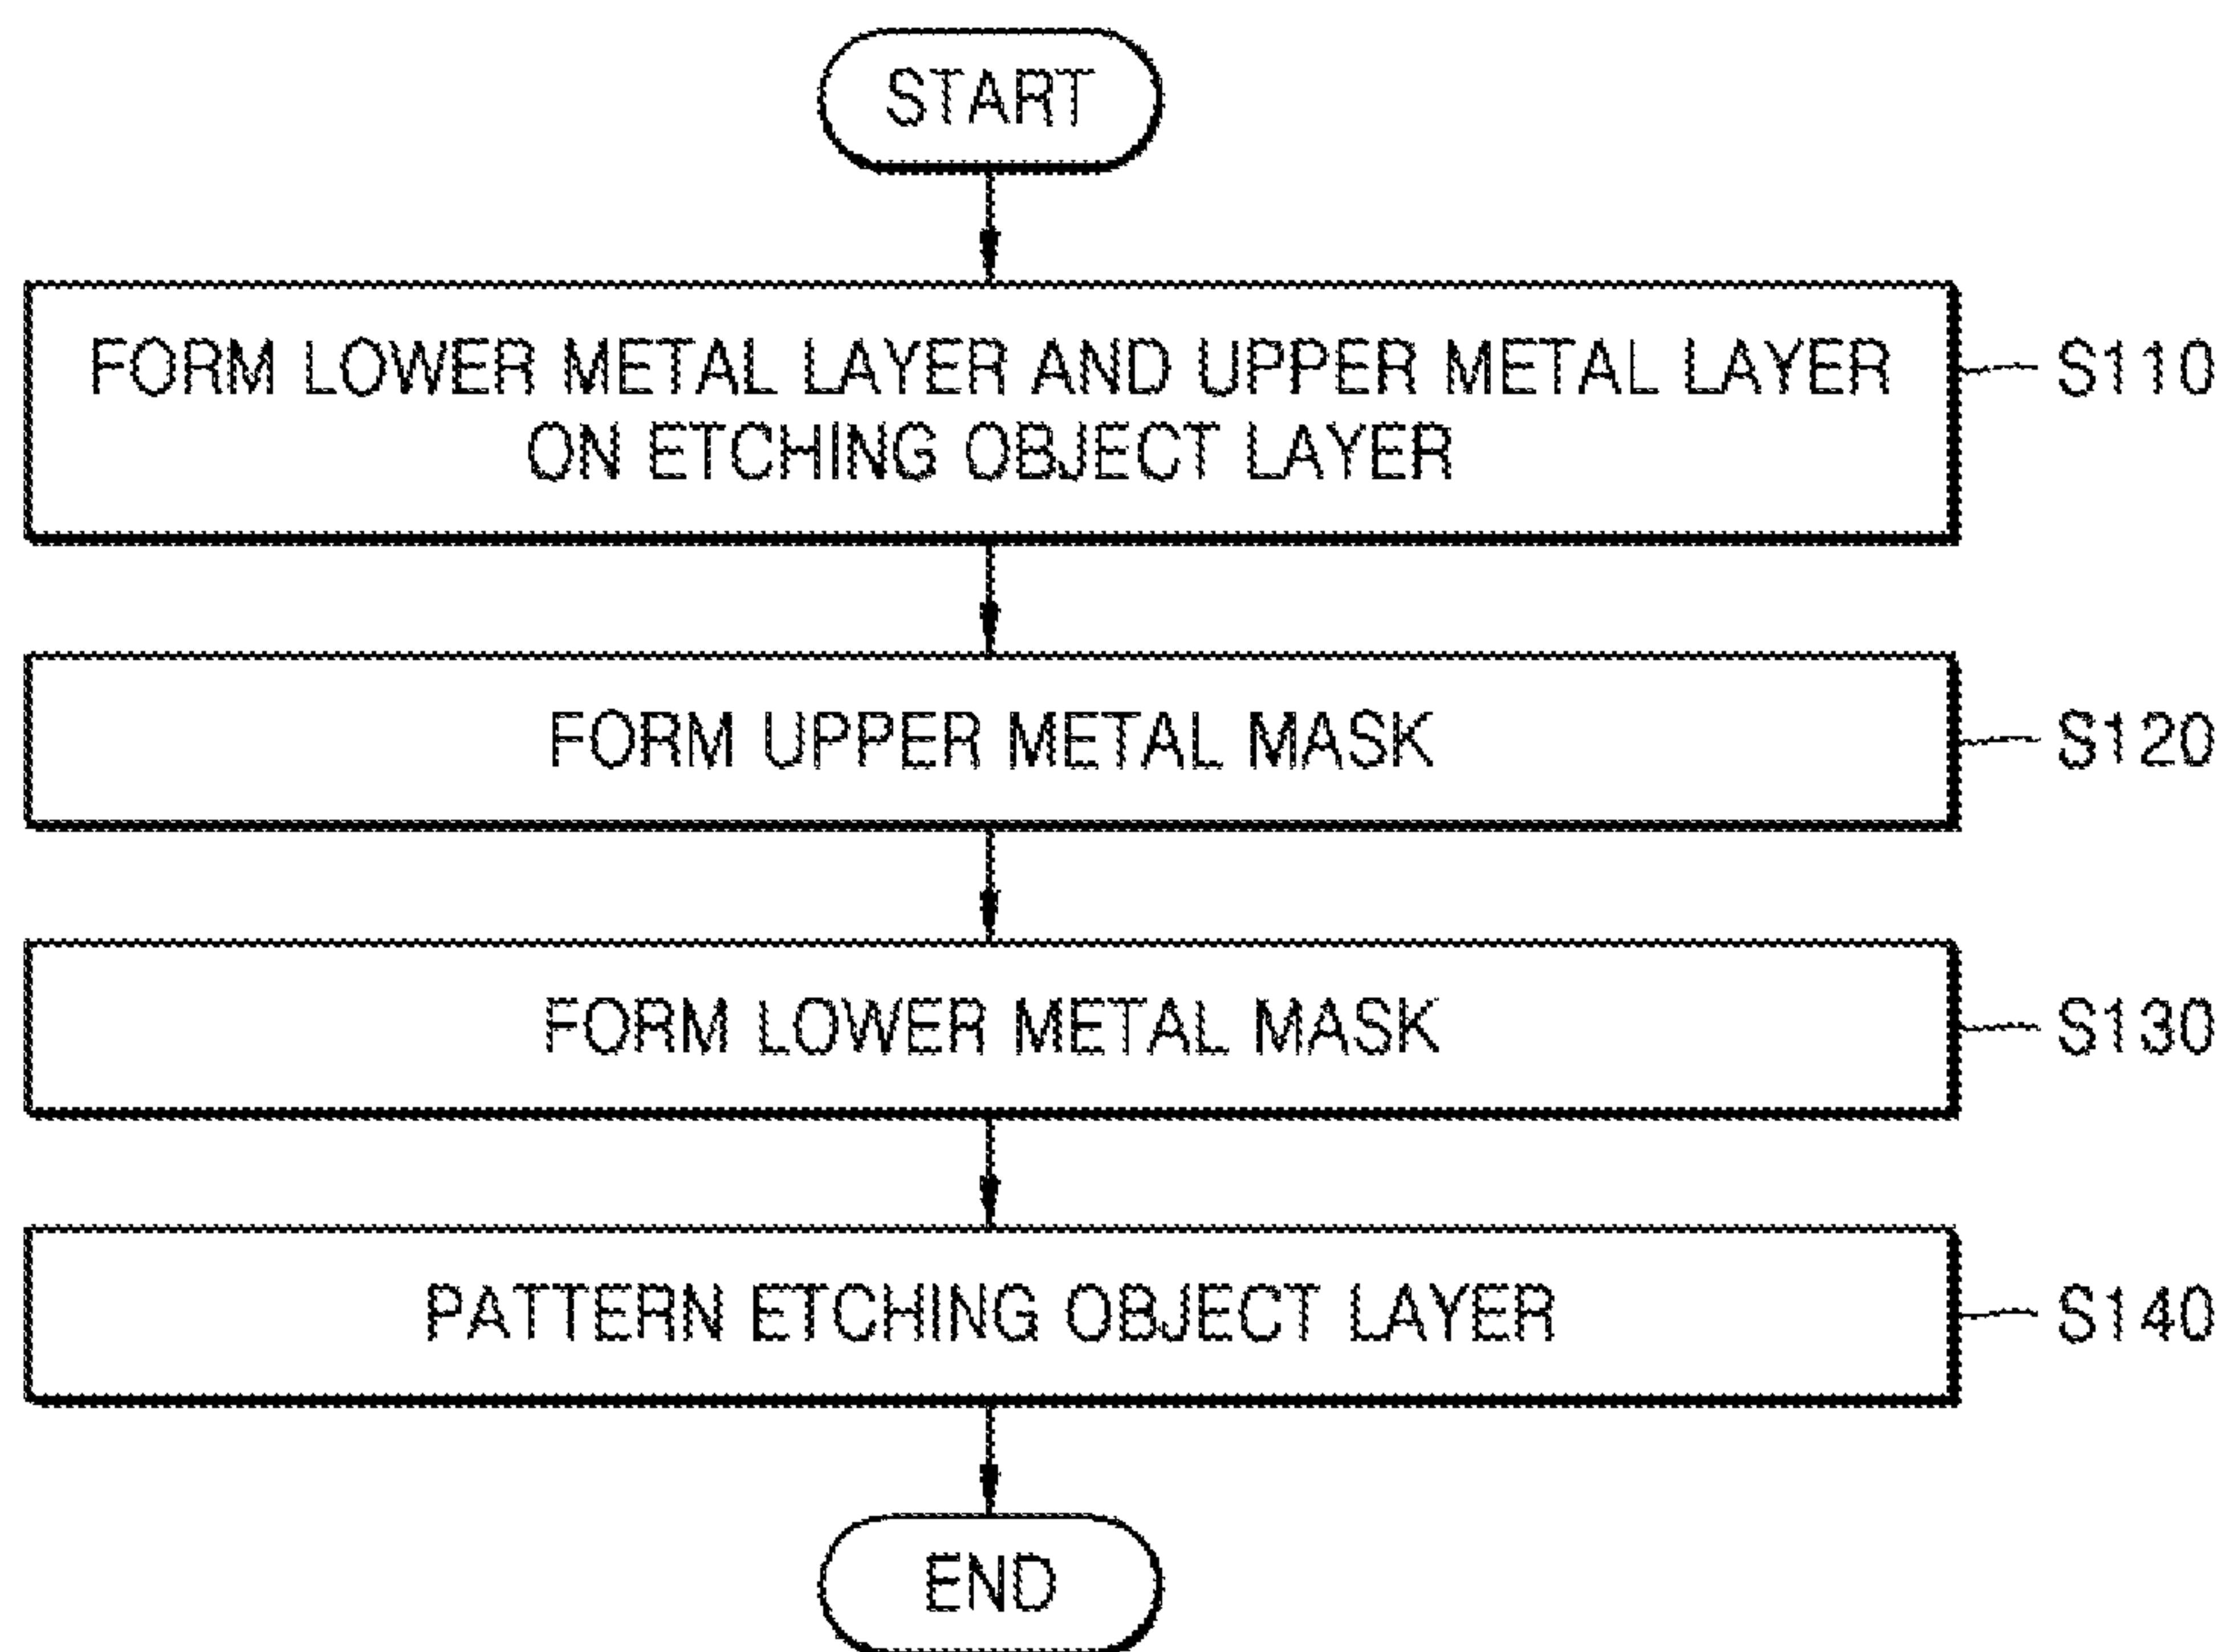 START
FORM LOWER METAL LAYER AND UPPER METAL LAYER
ON ETCHING OBJECT LAYER
S110
FORM UPPER METAL MASK
S120
FORM LOWER METAL MASK
S130
PATTERN ETCHING OBJECT LAYER
S140
END